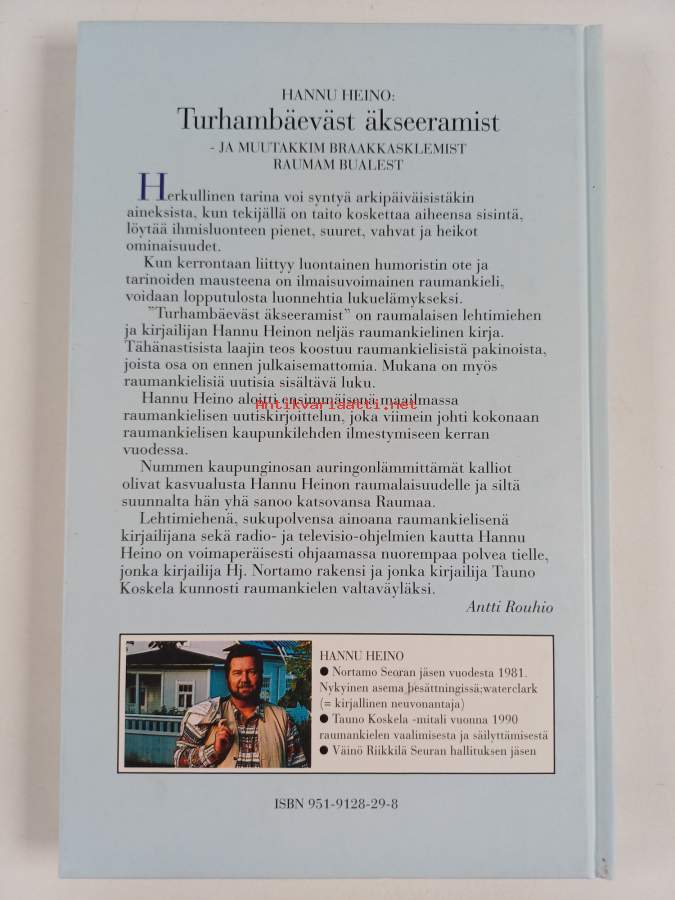 HANNU HEINO:
Turhambäeväst äkseeramist
- JA MUUTAKKIM BRAAKKASKLEMIST
RAUMAM BUALEST
Herkullinen tarina voi syntyä arkipäiväisistäkin
aineksista, kun tekijällä on taito koskettaa aiheensa sisintä,
löytää ihmisluonteen pienet, suuret, vahvat ja heikot
ominaisuudet.
Kun kerrontaan liittyy luontainen humoristin ote ja
tarinoiden mausteena on ilmaisuvoimainen raumankieli,
voidaan lopputulosta luonnehtia lukuelämykseksi.
"Turhambäeväst äkseeramist" on raumalaisen lehtimiehen
ja kirjailijan Hannu Heinon neljäs raumankielinen kirja.
Tähänastisista laajin teos koostuu raumankielisistä pakinoista,
joista osa on ennen julkaisemattomia. Mukana on myös
raumankielisiä uutisia sisältävä luku.
Hannu Heino aloitti ensimmäisenä maailmassa
Antikvariaatti.net
raumankielisen uutiskirjoittelun, joka viimein johti kokonaan
raumankielisen kaupunkilehden ilmestymiseen kerran
vuodessa.
Nummen kaupunginosan auringonlämmittämät kalliot
olivat kasvualusta Hannu Heinon raumalaisuudelle ja siltä
suunnalta hän yhä sanoo katsovansa Raumaa.
Lehtimiehenä, sukupolvensa ainoana raumankielisenä
kirjailijana sekä radio- ja televisio-ohjelmien kautta Hannu
Heino on voimaperäisesti ohjaamassa nuorempaa polvea tielle,
jonka kirjailija Hj. Nortamo rakensi ja jonka kirjailija Tauno
Koskela kunnosti raumankielen valtaväyläksi.
Antti Rouhio
HANNU HEINO
● Nortamo Seoran jäsen vuodesta 1981.
Nykyinen asema besättningissä;waterclark
(= kirjallinen neuvonantaja)
● Tauno Koskela -mitali vuonna 1990
raumankielen vaalimisesta ja säilyttämisestä
● Väinö Riikkilä Seuran hallituksen jäsen
ISBN 951-9128-29-8